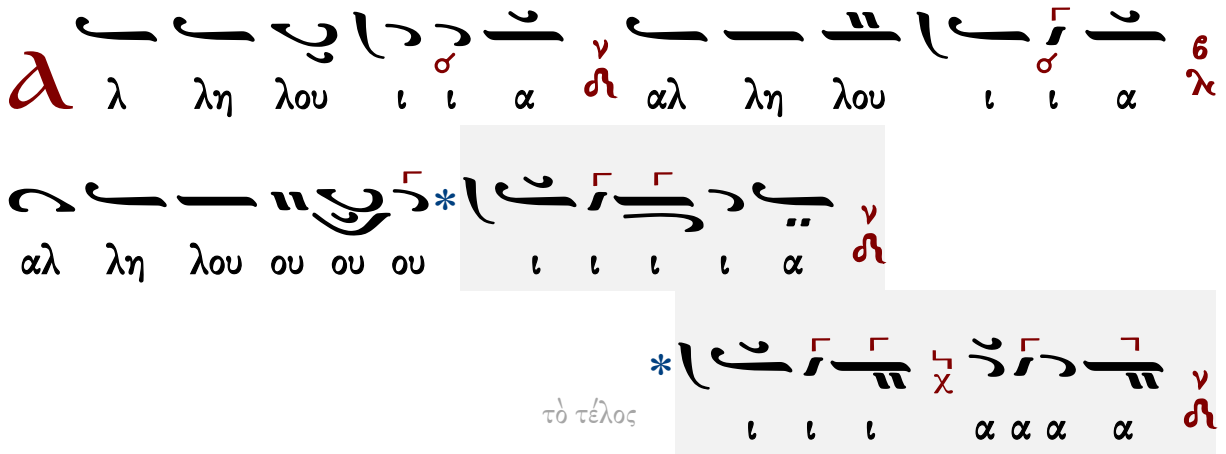 Ἀ λ λη λου ι ι α ν αλ λη λου ι ι α β
αλ λη λου ου ου ου * ι ι ι ι α ν
* ι ι ι χ α α α α ν
τὸ τέλος